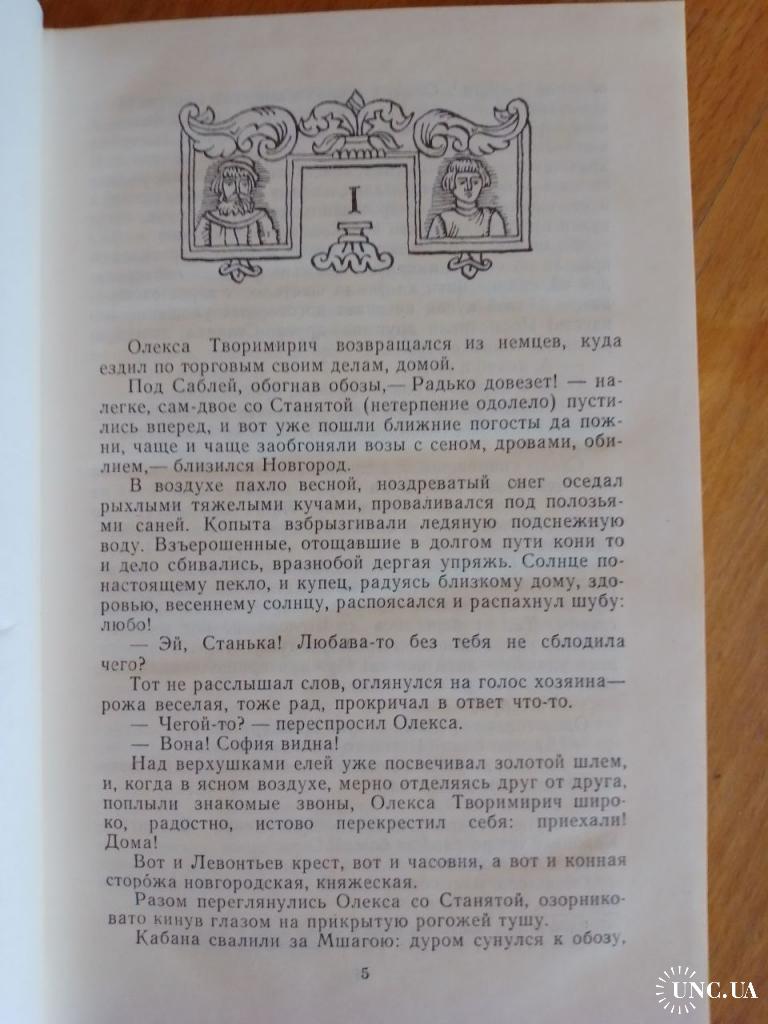 I
Олекса Творимирич возвращался из немцев, куда
ездил по торговым своим делам, домой.
Под Саблей, обогнав обозы,— Радько довезет! — на-
легке, сам-двое со Станятой (нетерпение одолело) пусти-
лись вперед, и вот уже пошли ближние погосты да пож-
ни, чаще и чаще заобгоняли возы с сеном, дровами, оби-
лием,— близился Новгород.
В воздухе пахло весной, ноздреватый снег оседал
рыхлыми тяжелыми кучами, проваливался под полозья-
ми саней. Копыта взбрызгивали ледяную подснежную
воду. Взъерошенные, отощавшие в долгом пути кони то
и дело сбивались, вразнобой дергая упряжь. Солнце по-
настоящему пекло, и купец, радуясь близкому дому, здо-
ровью, весеннему солнцу, распоясался и распахнул шубу:
любо!
— Эй, Станька! Любава-то без тебя не сблодила
чего?
Тот не расслышал слов, оглянулся на голос хозяина—
рожа веселая, тоже рад, прокричал в ответ что-то.
— Чегой-то? — переспросил Олекса.
— Вона! София видна!
Над верхушками елей уже посвечивал золотой шлем,
и, когда в ясном воздухе, мерно отделяясь друг от друга,
поплыли знакомые звоны, Олекса Творимирич широ-
ко, радостно, истово перекрестил себя: приехали!
Дома!
Вот и Левонтьев крест, вот и часовня, а вот и конная
сторóжа новгородская, княжеская.
Разом переглянулись Олекса со Станятой, озорнико-
вато кинув глазом на прикрытую рогожей тушу.
Кабана свалили за Мшагою: дуром сунулся к обозу,
5
UNC.UA